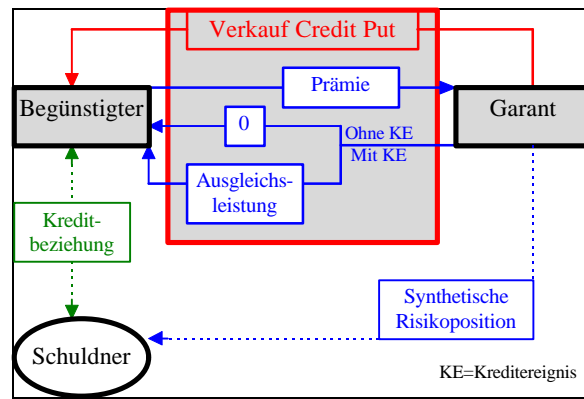 Verkauf Credit Put
Begünstigter
Prämie
Garant
0
Ohne KE
Mit KE
Ausgleichs-
leistung
Kredit-
beziehung
Synthetische
Risikoposition
Schuldner
KE=Kreditereignis